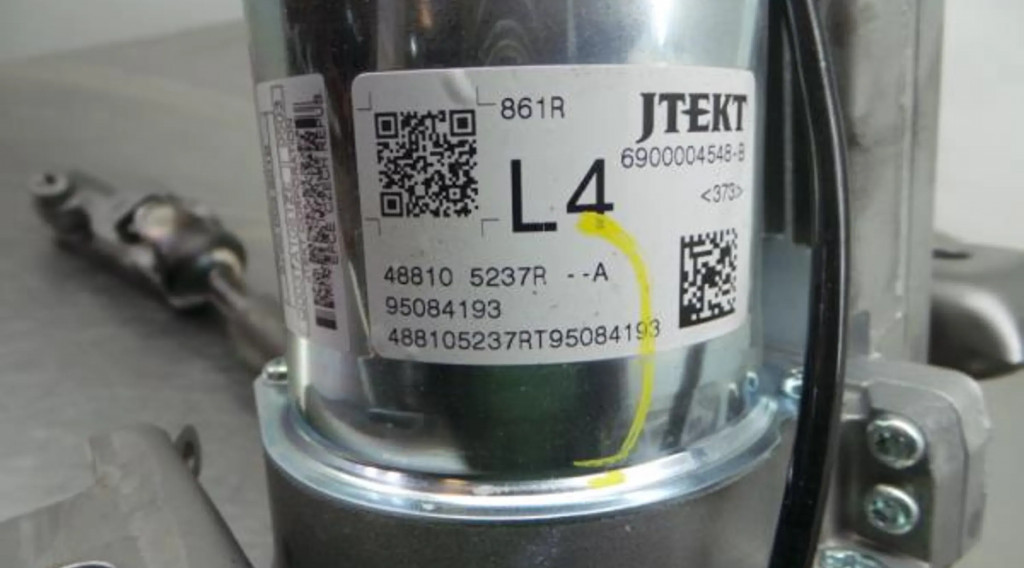 861R
JTEKT
6900004548-B
L4
<373>
48810 5237R --A
95084193
488105237RT95084193